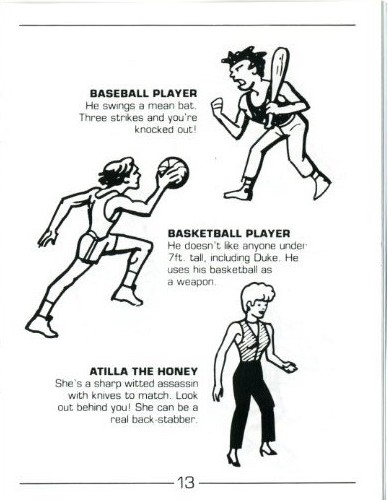 BASEBALL PLAYER
He swings a mean bat.
Three strikes and you're
knocked out!
BASKETBALL PLAYER
He doesn't like anyone under
7ft. tall, including Duke. He
uses his basketball as
a weapon.
ATILLA THE HONEY
She's a sharp witted assassin
with knives to match. Look
out behind you! She can be a
real back-stabber.
13